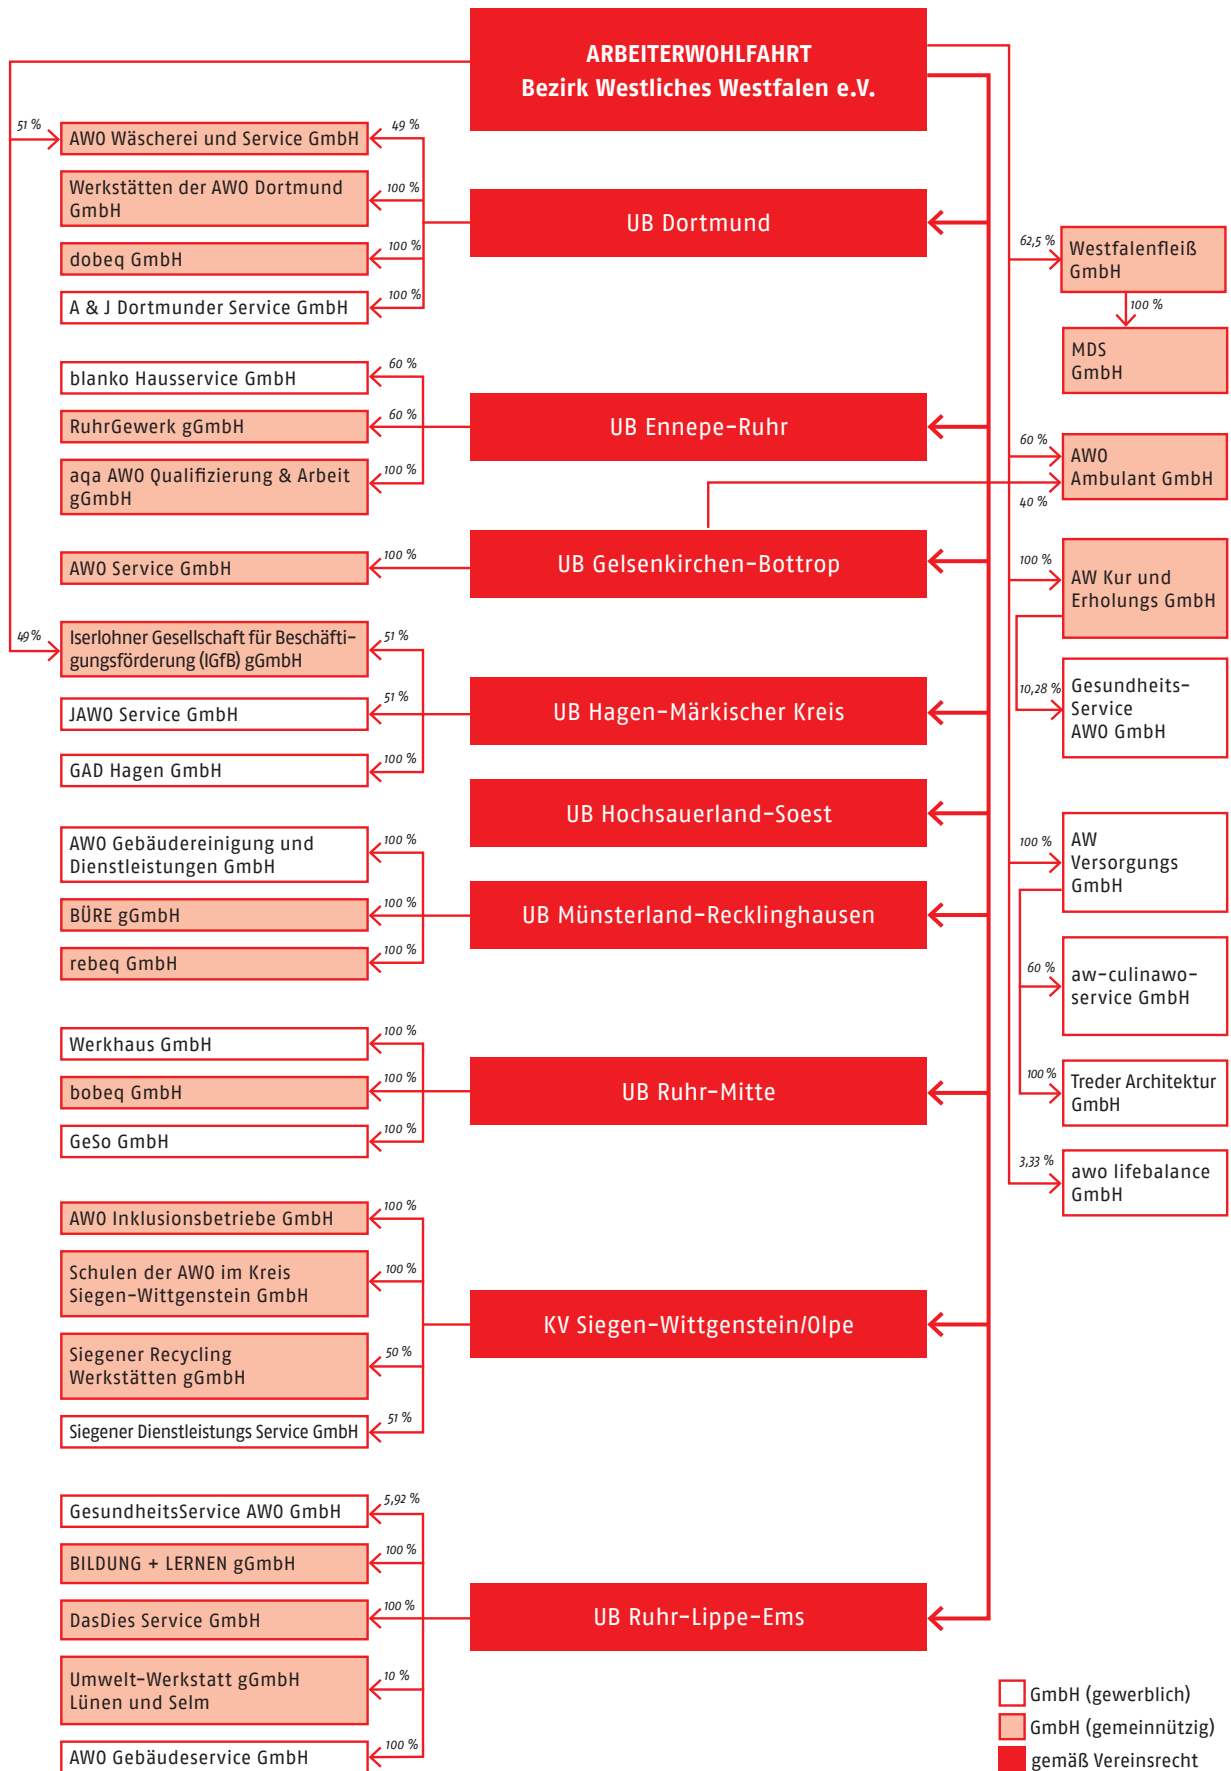 ARBEITERWOHLFAHRT
Bezirk Westliches Westfalen e.V.
51 %
AWO Wäscherei und Service GmbH
49 %
Werkstätten der AWO Dortmund
GmbH
100 %
dobeq GmbH
100 %
A & J Dortmunder Service GmbH
100 %
UB Dortmund
blanko Hausservice GmbH
60 %
RuhrGewerk gGmbH
60 %
aqa AWO Qualifizierung & Arbeit
gGmbH
100 %
UB Ennepe-Ruhr
AWO Service GmbH
100 %
UB Gelsenkirchen-Bottrop
49 %
Iserlohner Gesellschaft für Beschäfti-
gungsförderung (IGfB) gGmbH
51 %
JAWO Service GmbH
51 %
GAD Hagen GmbH
100 %
UB Hagen-Märkischer Kreis
UB Hochsauerland-Soest
AWO Gebäudereinigung und
Dienstleistungen GmbH
100 %
BÜRE gGmbH
100 %
rebeq GmbH
100 %
UB Münsterland-Recklinghausen
Werkhaus GmbH
100 %
bobeq GmbH
100 %
GeSo GmbH
100 %
UB Ruhr-Mitte
AWO Inklusionsbetriebe GmbH
100 %
Schulen der AWO im Kreis
Siegen-Wittgenstein GmbH
100 %
Siegener Recycling
Werkstätten gGmbH
50 %
Siegener Dienstleistungs Service GmbH
51 %
KV Siegen-Wittgenstein/Olpe
GesundheitsService AWO GmbH
5,92 %
BILDUNG + LERNEN gGmbH
100 %
DasDies Service GmbH
100 %
Umwelt-Werkstatt gGmbH
Lünen und Selm
10 %
AWO Gebäudeservice GmbH
100 %
UB Ruhr-Lippe-Ems
62,5 %
Westfalenfleiß
GmbH
100 %
MDS
GmbH
60 %
AWO
Ambulant GmbH
40 %
100 %
AW Kur und
Erholungs GmbH
10,28 %
Gesundheits-
Service
AWO GmbH
100 %
AW
Versorgungs
GmbH
60 %
aw-culinawo-
service GmbH
100 %
Treder Architektur
GmbH
3,33 %
awo lifebalance
GmbH
GmbH (gewerblich)
GmbH (gemeinnützig)
gemäß Vereinsrecht